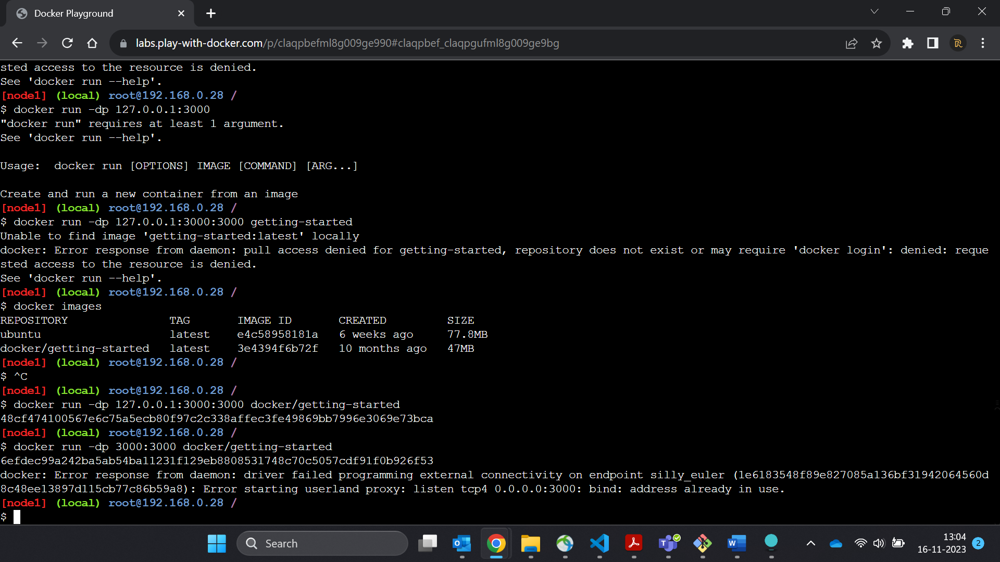 Docker Playground
labs.play-with-docker.com/p/claqpbefml8g009ge990#claqpbef_claqpgufml8g009ge9bg
sted access to the resource is denied.
See 'docker run --help'.
[node1] (local) root@192.168.0.28 /
$ docker run -dp 127.0.0.1:3000
"docker run" requires at least 1 argument.
See 'docker run --help'.
Usage:  docker run [OPTIONS] IMAGE [COMMAND] [ARG...]
Create and run a new container from an image
[node1] (local) root@192.168.0.28 /
$ docker run -dp 127.0.0.1:3000:3000 getting-started
Unable to find image 'getting-started:latest' locally
docker: Error response from daemon: pull access denied for getting-started, repository does not exist or may require 'docker login': denied: reque
sted access to the resource is denied.
See 'docker run --help'.
[node1] (local) root@192.168.0.28 /
$ docker images
REPOSITORY               TAG       IMAGE ID       CREATED         SIZE
ubuntu                   latest    e4c58958181a   6 weeks ago     77.8MB
docker/getting-started   latest    3e4394f6b72f   10 months ago   47MB
[node1] (local) root@192.168.0.28 /
$ ^C
[node1] (local) root@192.168.0.28 /
$ docker run -dp 127.0.0.1:3000:3000 docker/getting-started
48cf474100567e6c75a5ecb80f97c2c338affec3fe49869bb7996e3069e73bca
[node1] (local) root@192.168.0.28 /
$ docker run -dp 3000:3000 docker/getting-started
6efdec99a242ba5ab54ba11231f129eb8808531748c70c5057cdf91f0b926f53
docker: Error response from daemon: driver failed programming external connectivity on endpoint silly_euler (1e6183548f89e827085a136bf31942064560d
8c48ee13897d115cb77c86b59a8): Error starting userland proxy: listen tcp4 0.0.0.0:3000: bind: address already in use.
[node1] (local) root@192.168.0.28 /
$
Search
13:04
16-11-2023
2